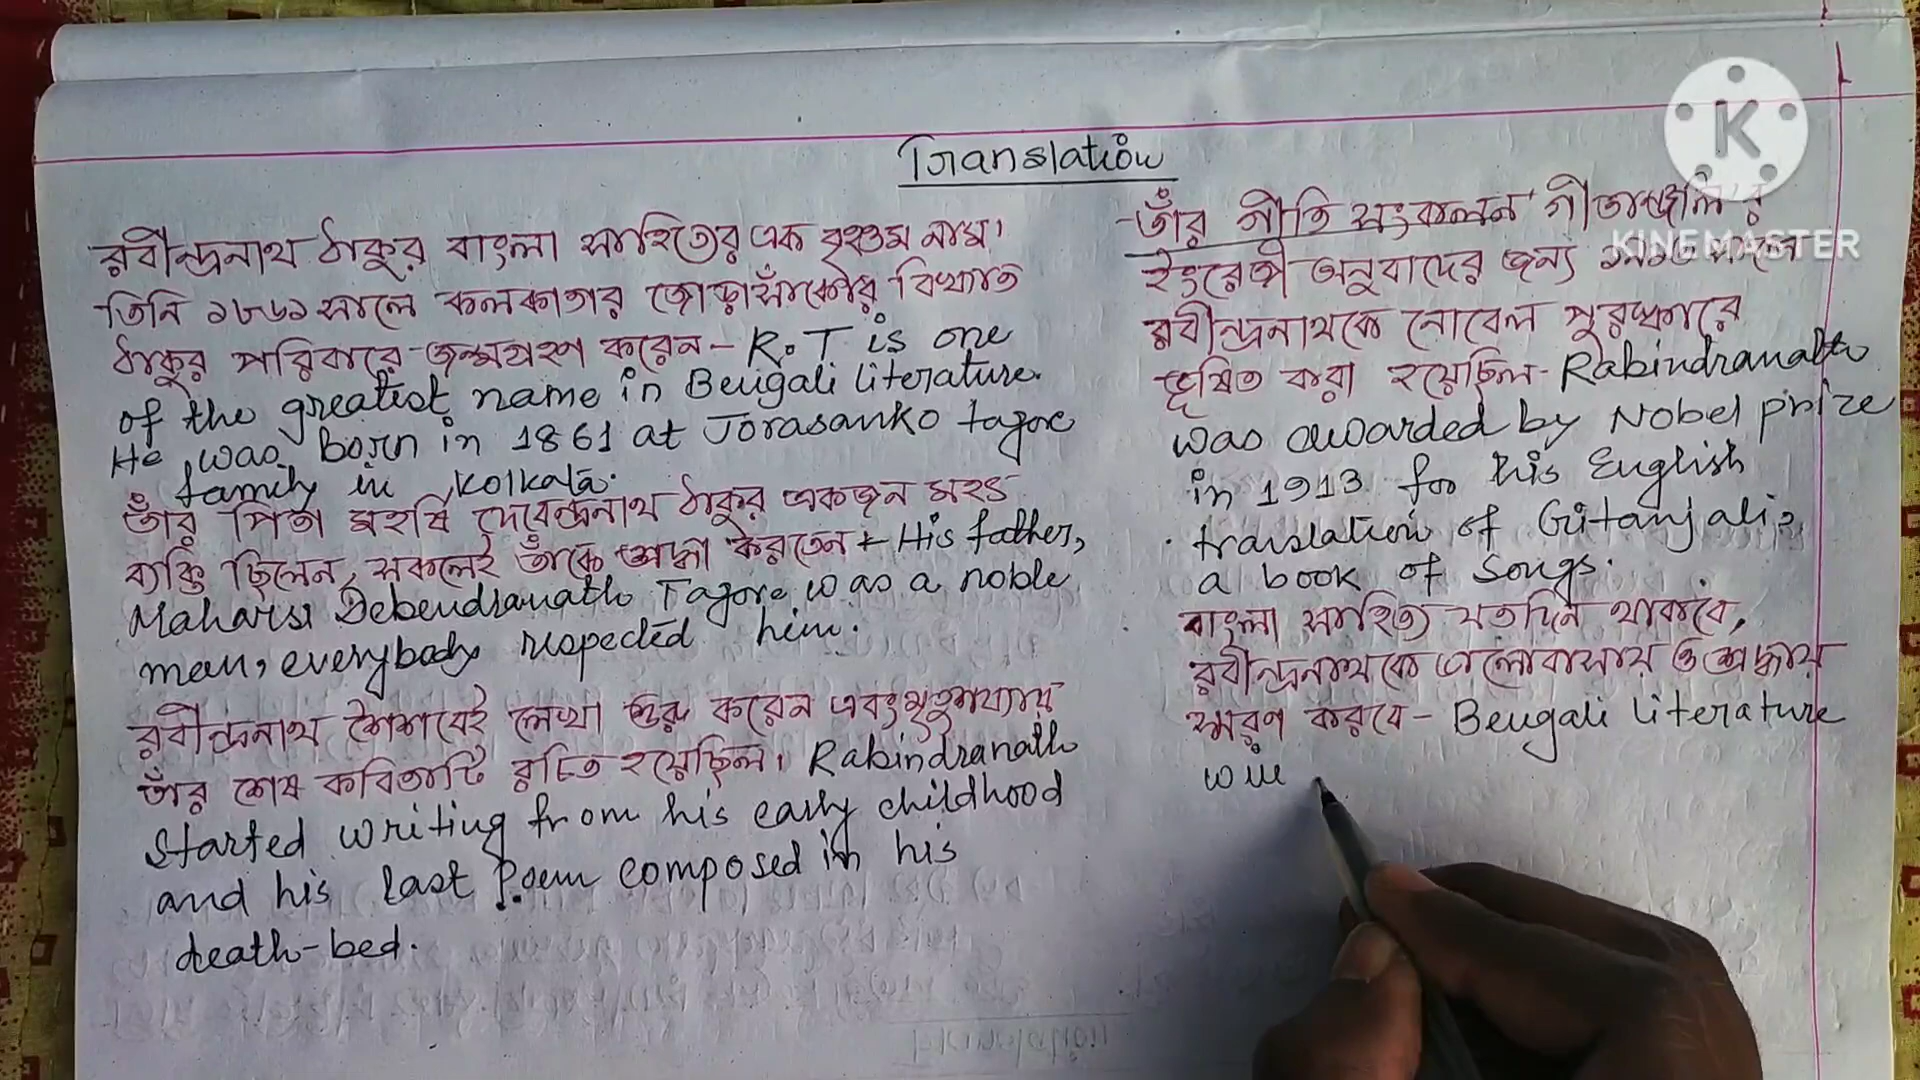 Translation
রবীন্দ্রনাথ ঠাকুর বাংলা সাহিত্যের এক বৃহত্তম নাম।
তিনি ১৮৬১ সালে কলকাতার জোড়াসাঁকোর বিখ্যাত
ঠাকুর পরিবারে জন্মগ্রহণ করেন - R.T is one
of the greatest name in Bengali literature.
He was born in 1861 at Jorasanko tagore
family in Kolkata.
তাঁর পিতা মহর্ষি দেবেন্দ্রনাথ ঠাকুর একজন মহৎ
ব্যক্তি ছিলেন, সকলেই তাঁকে শ্রদ্ধা করতেন - His father,
Maharsi Debendranath Tagore was a noble
man, everybody respected him.
রবীন্দ্রনাথ শৈশবেই লেখা শুরু করেন এবং মৃত্যুশয্যায়
তাঁর শেষ কবিতাটি রচিত হয়েছিল। Rabindranath
started writing from his early childhood
and his last Poem composed in his
death-bed.
তাঁর গীতি সংকলন 'গীতাঞ্জলি'র
ইংরেজী অনুবাদের জন্য ১৯১৩ সালে
রবীন্দ্রনাথকে নোবেল পুরস্কারে
ভূষিত করা হয়েছিল - Rabindranath
was awarded by Nobel prize
in 1913 for his English
translation of Gitanjali,
a book of songs.
বাংলা সাহিত্য যতদিন থাকবে,
রবীন্দ্রনাথকে ভালোবাসায় ও শ্রদ্ধায়
স্মরণ করবে - Bengali literature
will
K
KINEMASTER